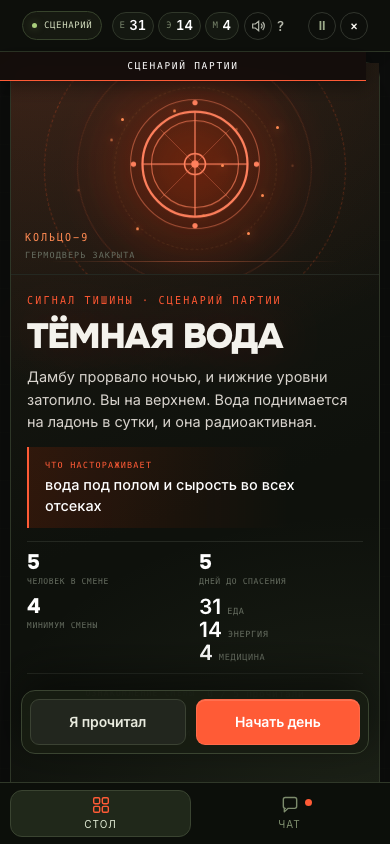 СЦЕНАРИЙ Е 31 Э 14 М 4 ? ×
СЦЕНАРИЙ ПАРТИИ
КОЛЬЦО–9
ГЕРМОДВЕРЬ ЗАКРЫТА
СИГНАЛ ТИШИНЫ · СЦЕНАРИЙ ПАРТИИ
ТЁМНАЯ ВОДА
Дамбу прорвало ночью, и нижние уровни
затопило. Вы на верхнем. Вода поднимается
на ладонь в сутки, и она радиоактивная.
ЧТО НАСТОРАЖИВАЕТ
вода под полом и сырость во всех
отсеках
5
ЧЕЛОВЕК В СМЕНЕ
5
ДНЕЙ ДО СПАСЕНИЯ
4
МИНИМУМ СМЕНЫ
31 ЕДА
14 ЭНЕРГИЯ
4 МЕДИЦИНА
Я прочитал
Начать день
СТОЛ
ЧАТ